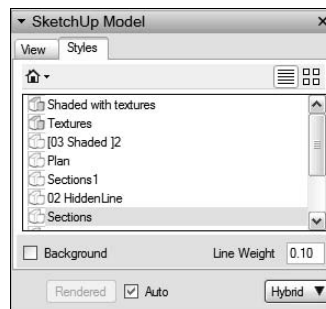 SketchUp Model
View Styles
Shaded with textures
Textures
[03 Shaded ]2
Plan
Sections1
02 HiddenLine
Sections
Background Line Weight 0.10
Rendered Auto Hybrid